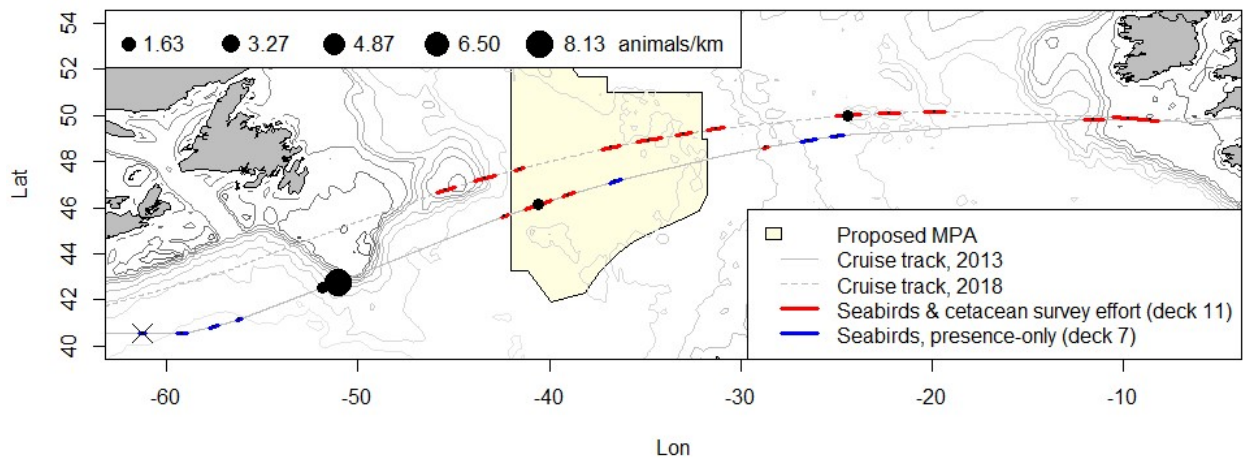 1.63 3.27 4.87 6.50 8.13 animals/km
54
52
50
48
46
44
42
40
Lat
Proposed MPA
Cruise track, 2013
Cruise track, 2018
Seabirds & cetacean survey effort (deck 11)
Seabirds, presence-only (deck 7)
-60 -50 -40 -30 -20 -10
Lon